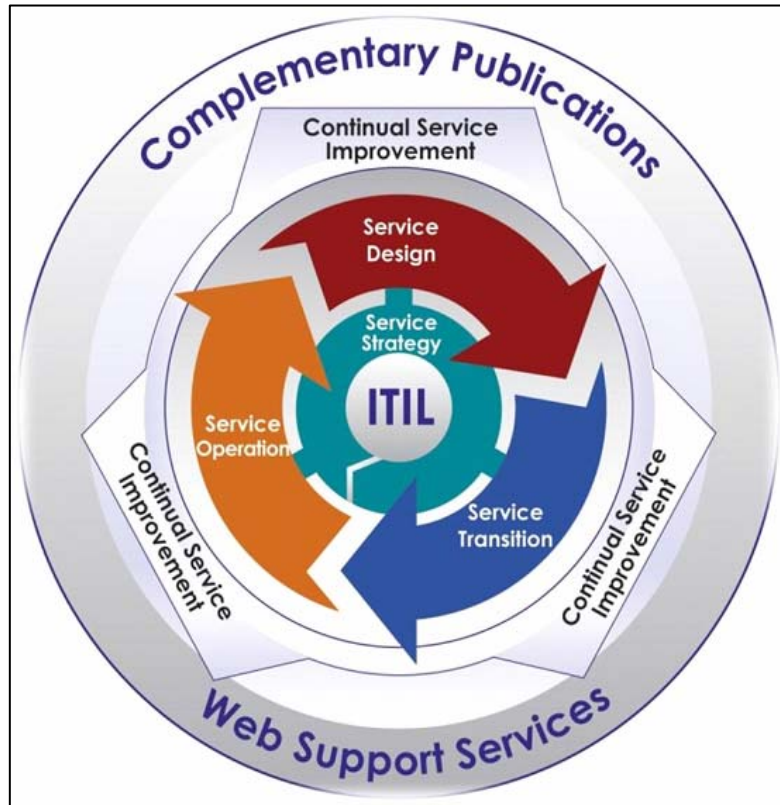 Complementary Publications
Continual Service
Improvement
Service
Design
Service
Strategy
ITIL
Service
Operation
Service
Transition
Continual Service
Improvement
Continual Service
Improvement
Web Support Services